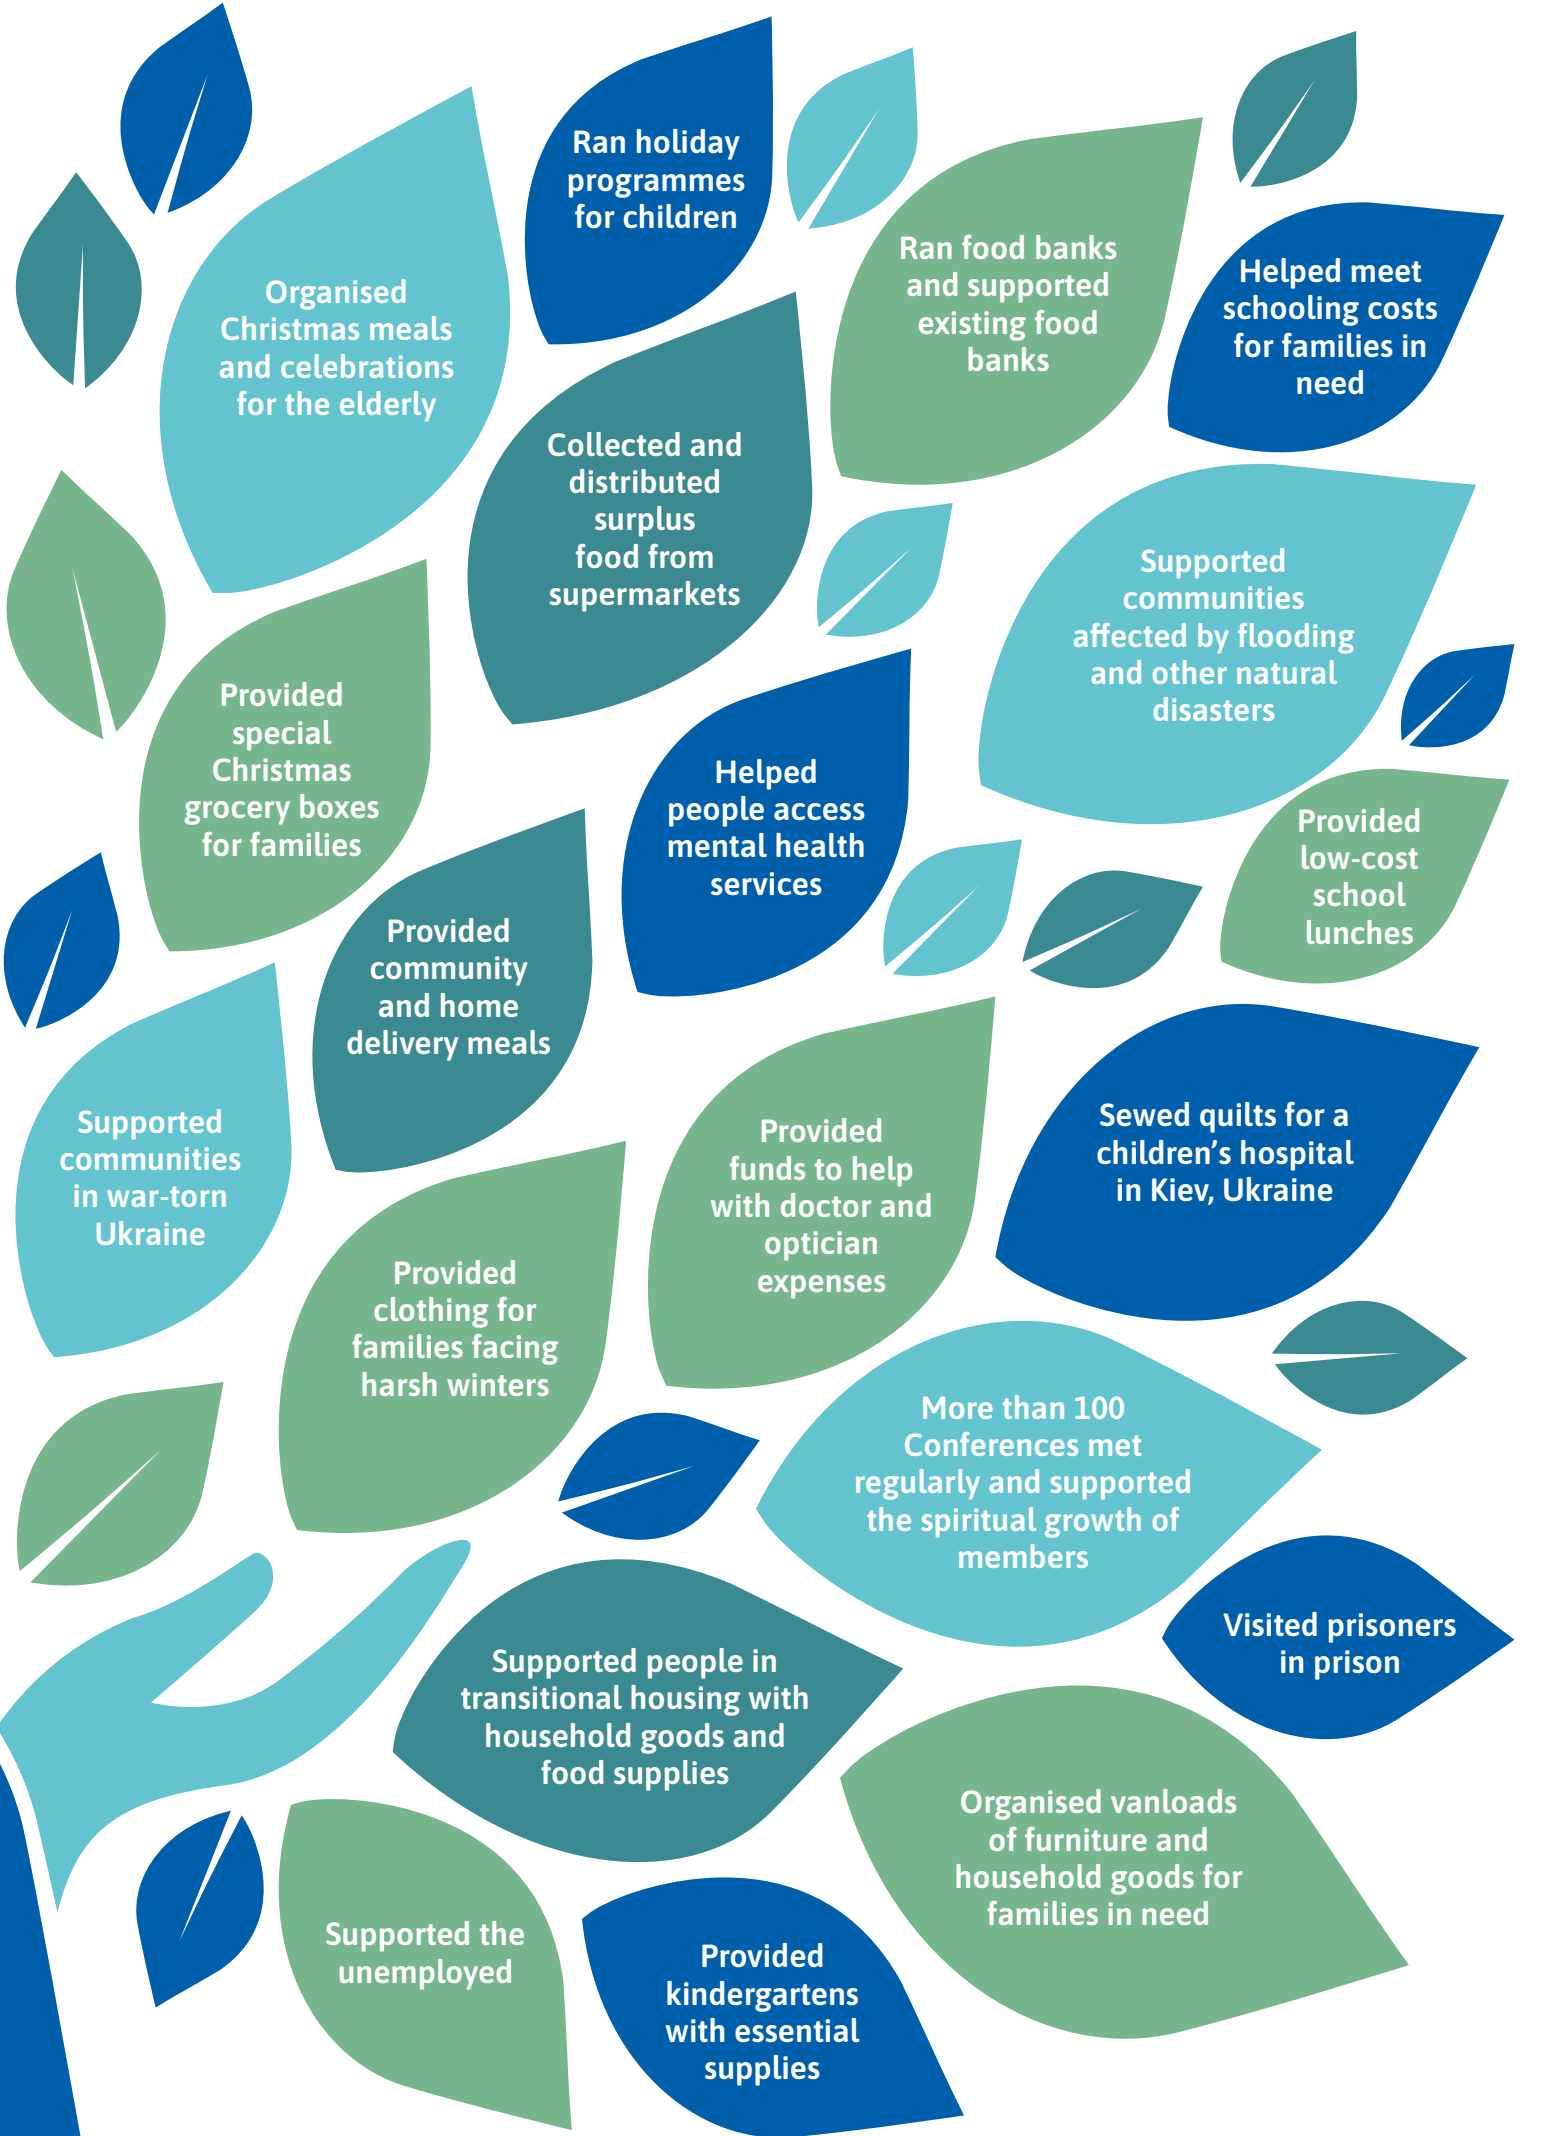 Ran holiday
programmes
for children
Organised
Christmas meals
and celebrations
for the elderly
Ran food banks
and supported
existing food
banks
Helped meet
schooling costs
for families in
need
Collected and
distributed
surplus
food from
supermarkets
Supported
communities
affected by flooding
and other natural
disasters
Provided
special
Christmas
grocery boxes
for families
Helped
people access
mental health
services
Provided
low-cost
school
lunches
Provided
community
and home
delivery meals
Supported
communities
in war-torn
Ukraine
Provided
funds to help
with doctor and
optician
expenses
Sewed quilts for a
children’s hospital
in Kiev, Ukraine
Provided
clothing for
families facing
harsh winters
More than 100
Conferences met
regularly and supported
the spiritual growth of
members
Visited prisoners
in prison
Supported people in
transitional housing with
household goods and
food supplies
Organised vanloads
of furniture and
household goods for
families in need
Supported the
unemployed
Provided
kindergartens
with essential
supplies